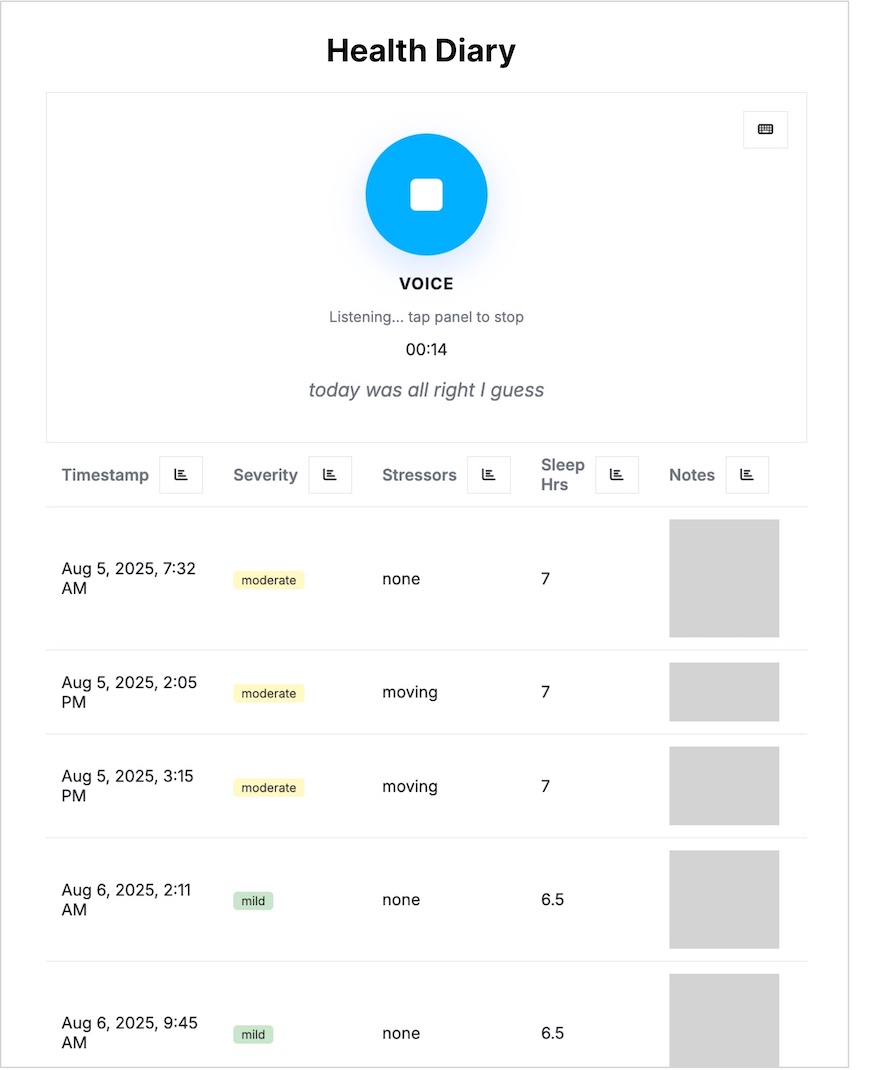 Health Diary
VOICE
Listening... tap panel to stop
00:14
today was all right I guess
Timestamp Severity Stressors Sleep Hrs Notes
Aug 5, 2025, 7:32 AM moderate none 7
Aug 5, 2025, 2:05 PM moderate moving 7
Aug 5, 2025, 3:15 PM moderate moving 7
Aug 6, 2025, 2:11 AM mild none 6.5
Aug 6, 2025, 9:45 AM mild none 6.5